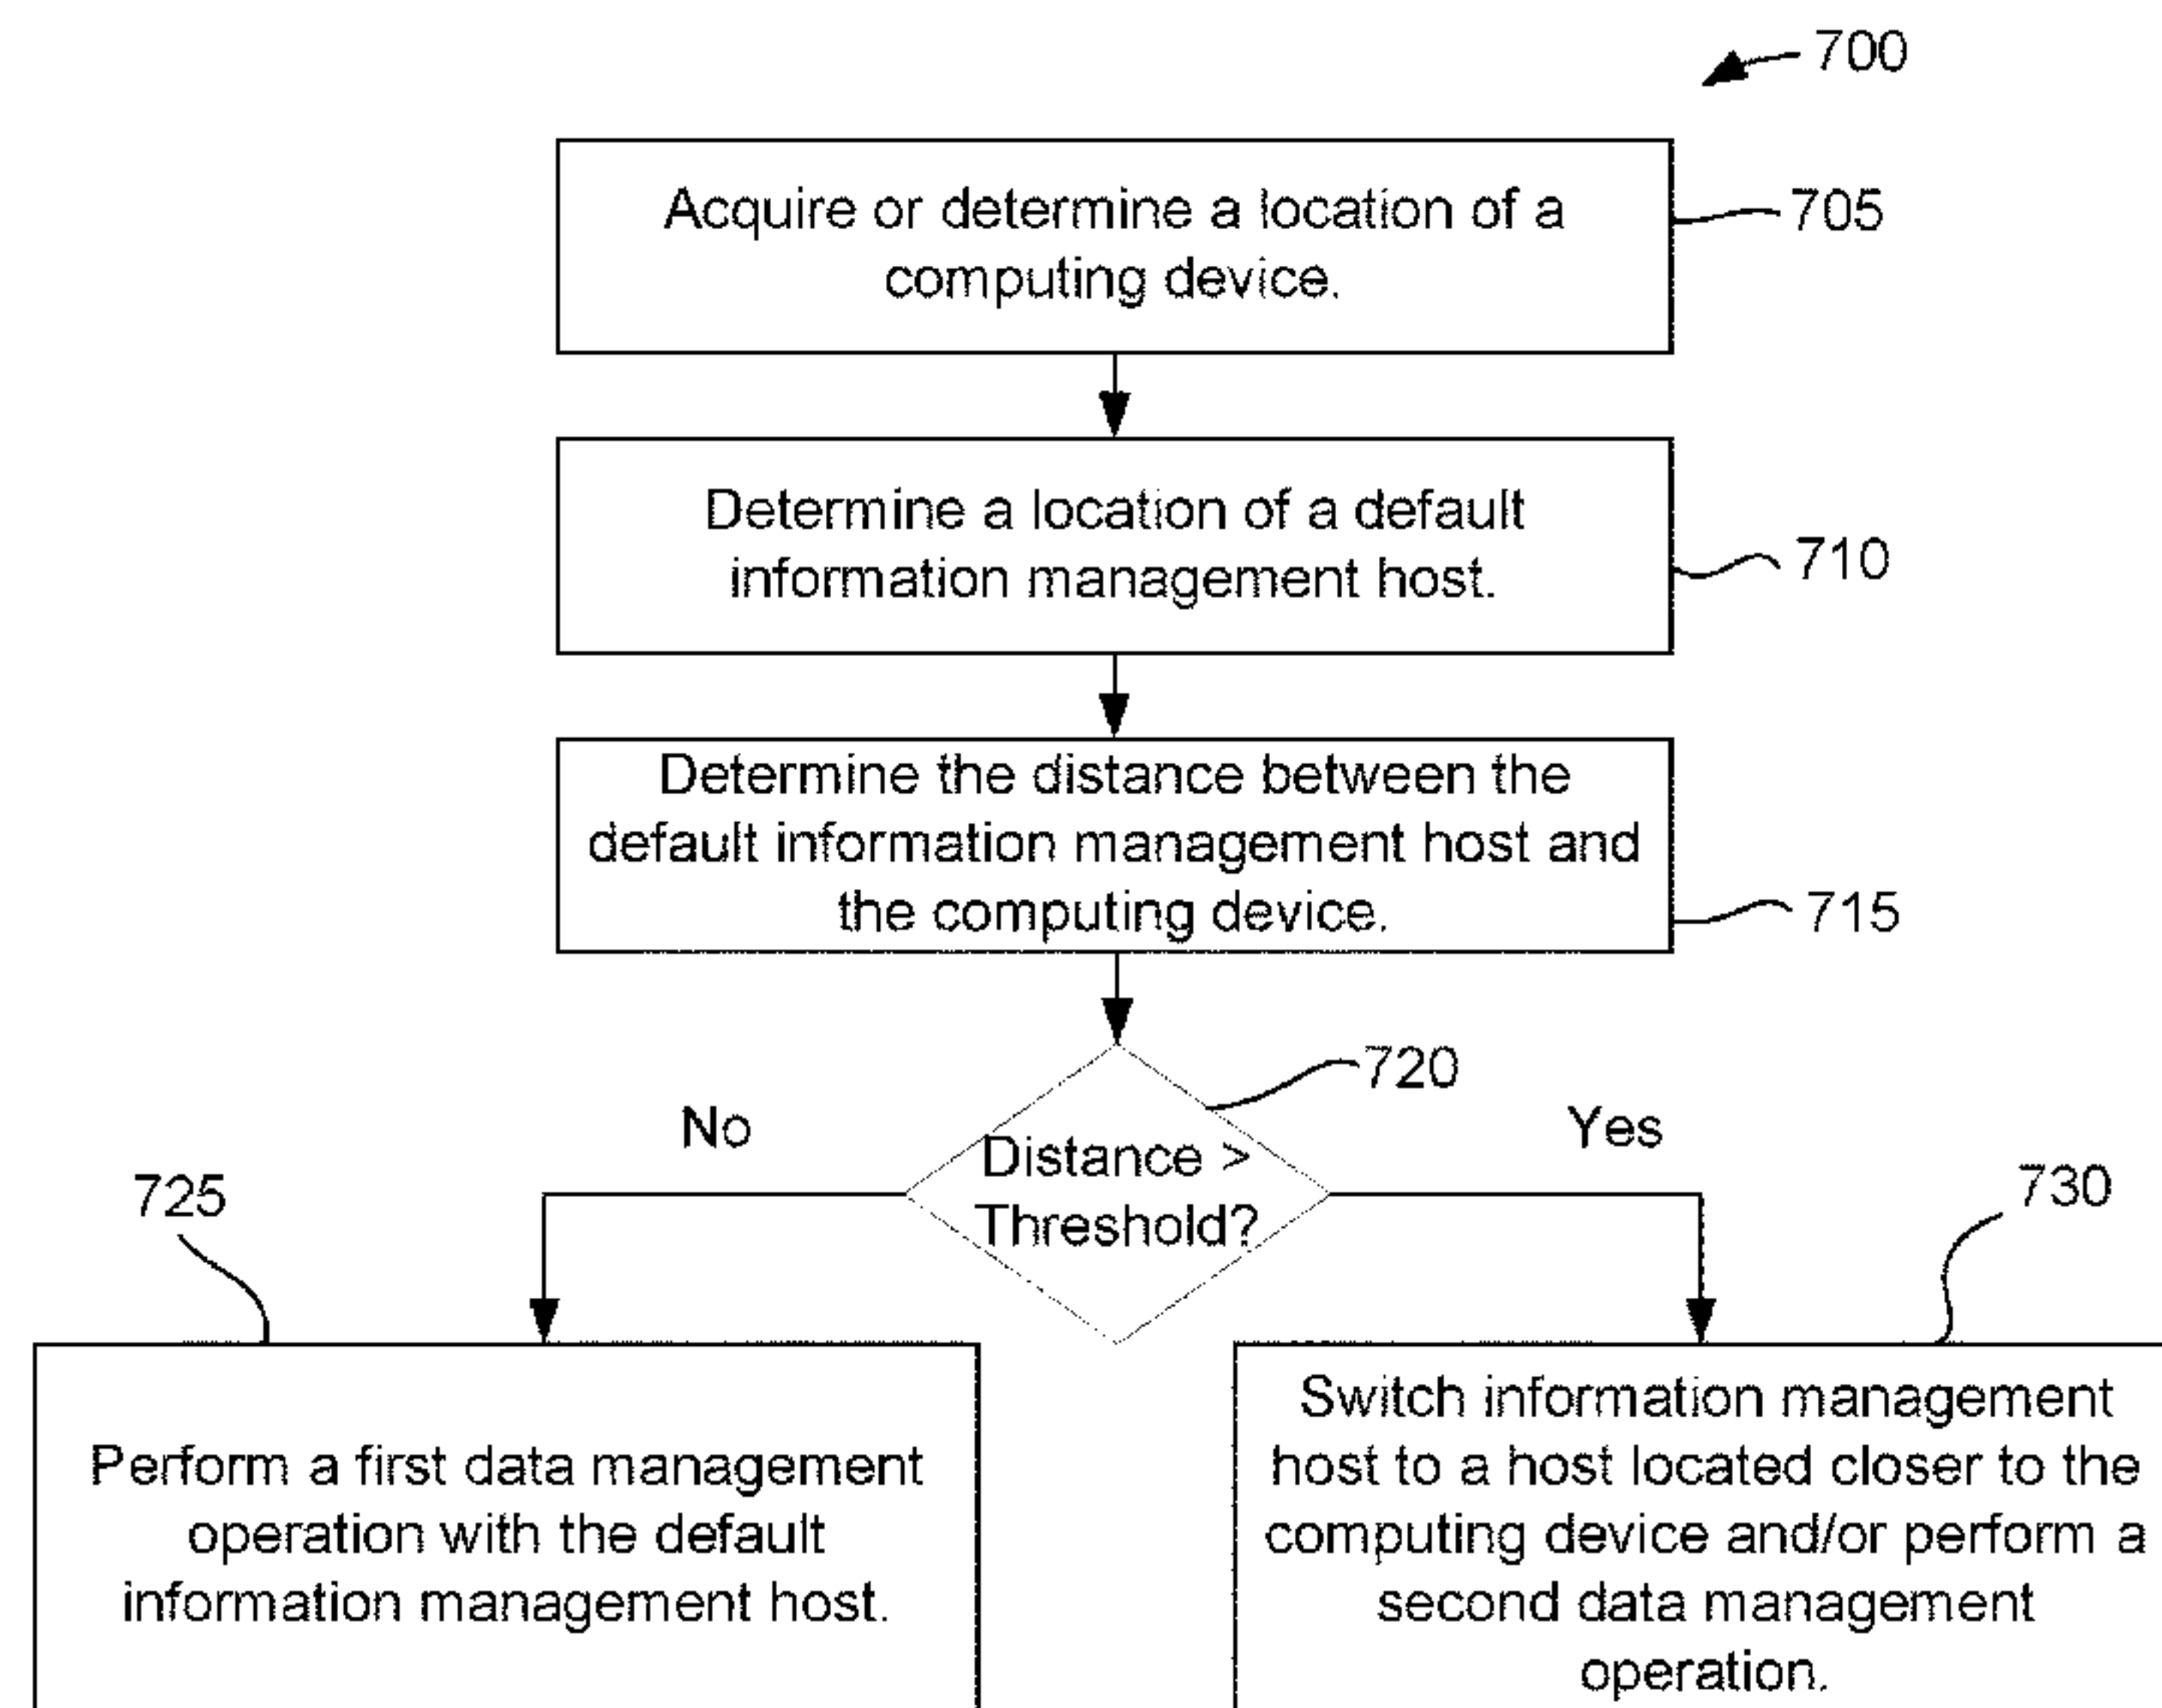 700
Acquire or determine a location of a
computing device.
705
Determine a location of a default
information management host.
710
Determine the distance between the
default information management host and
the computing device.
715
720
Distance >
Threshold?
No
Yes
725
730
Perform a first data management
operation with the default
information management host.
Switch information management
host to a host located closer to the
computing device and/or perform a
second data management
operation.